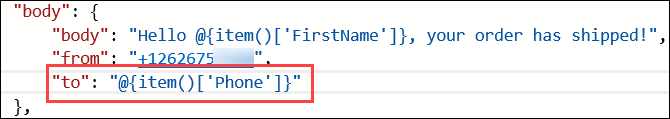 "body": {
"body": "Hello @{item()['FirstName']}, your order has shipped!",
"from": "+1262675 ",
"to": "@{item()['Phone']}"
},